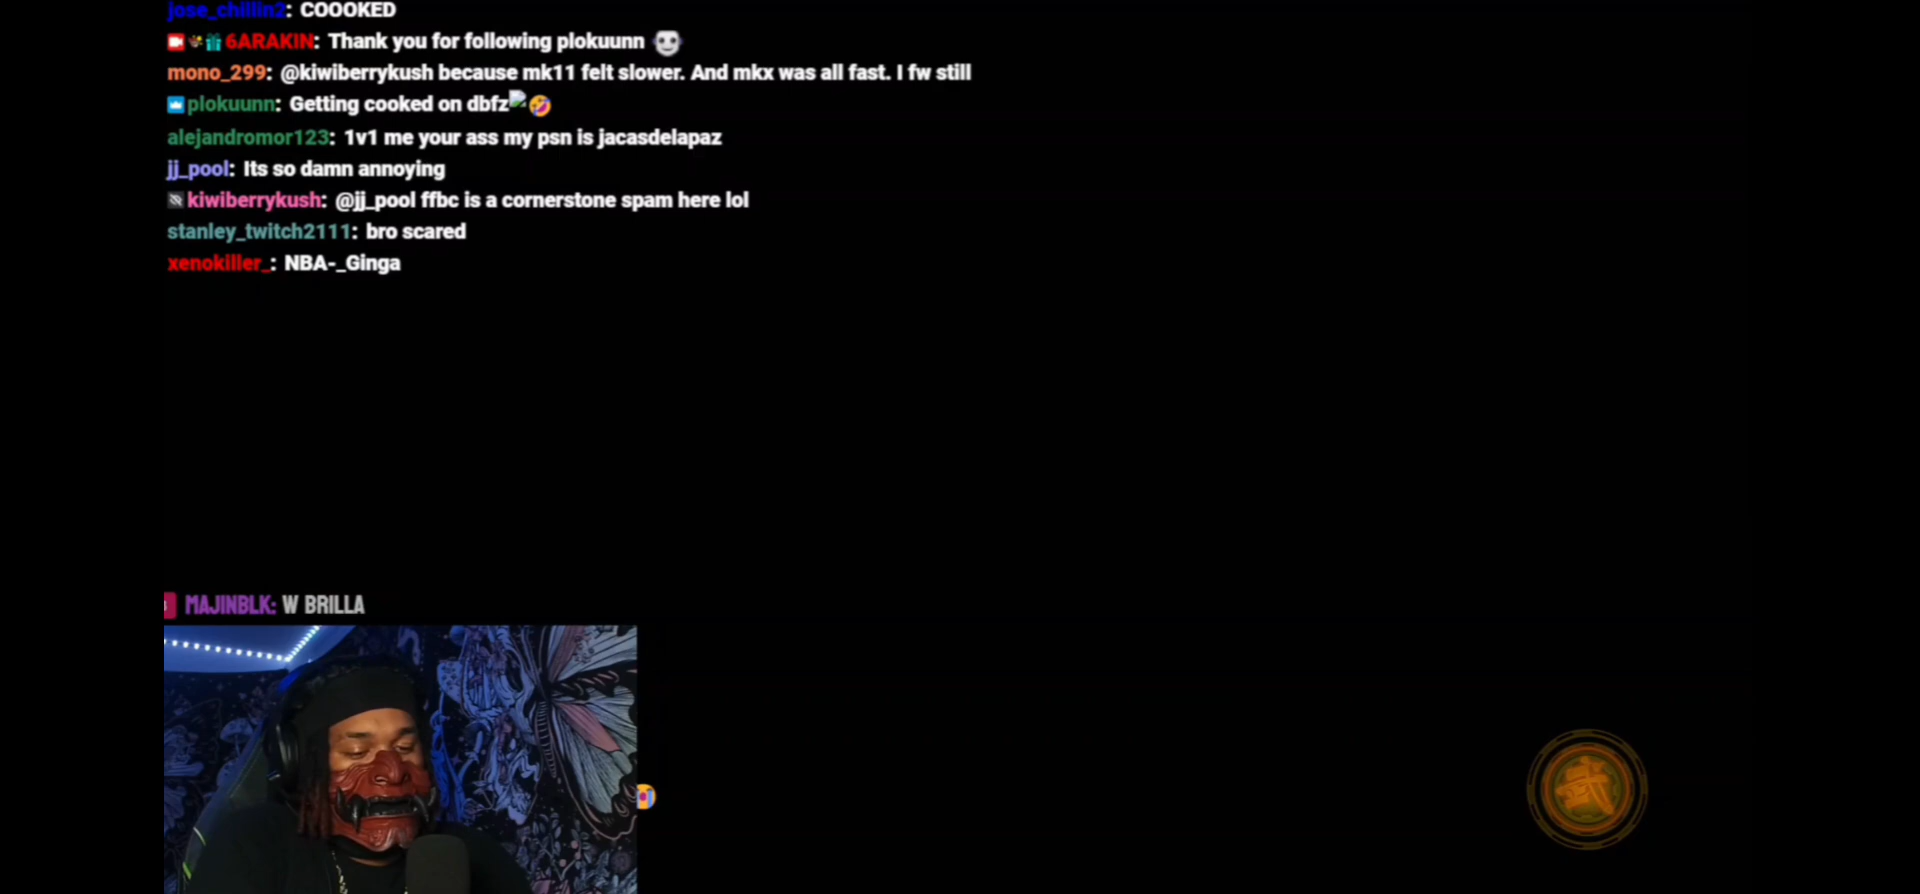 jose_chillin2: COOOKED
6ARAKIN: Thank you for following plokuunn
mono_299: @kiwiberrykush because mk11 felt slower. And mkx was all fast. I fw still
plokuunn: Getting cooked on dbfz🤣
alejandromor123: 1v1 me your ass my psn is jacasdelapaz
jj_pool: Its so damn annoying
kiwiberrykush: @jj_pool ffbc is a cornerstone spam here lol
stanley_twitch2111: bro scared
xenokiller_: NBA-_Ginga
MAJINBLK: W BRILLA